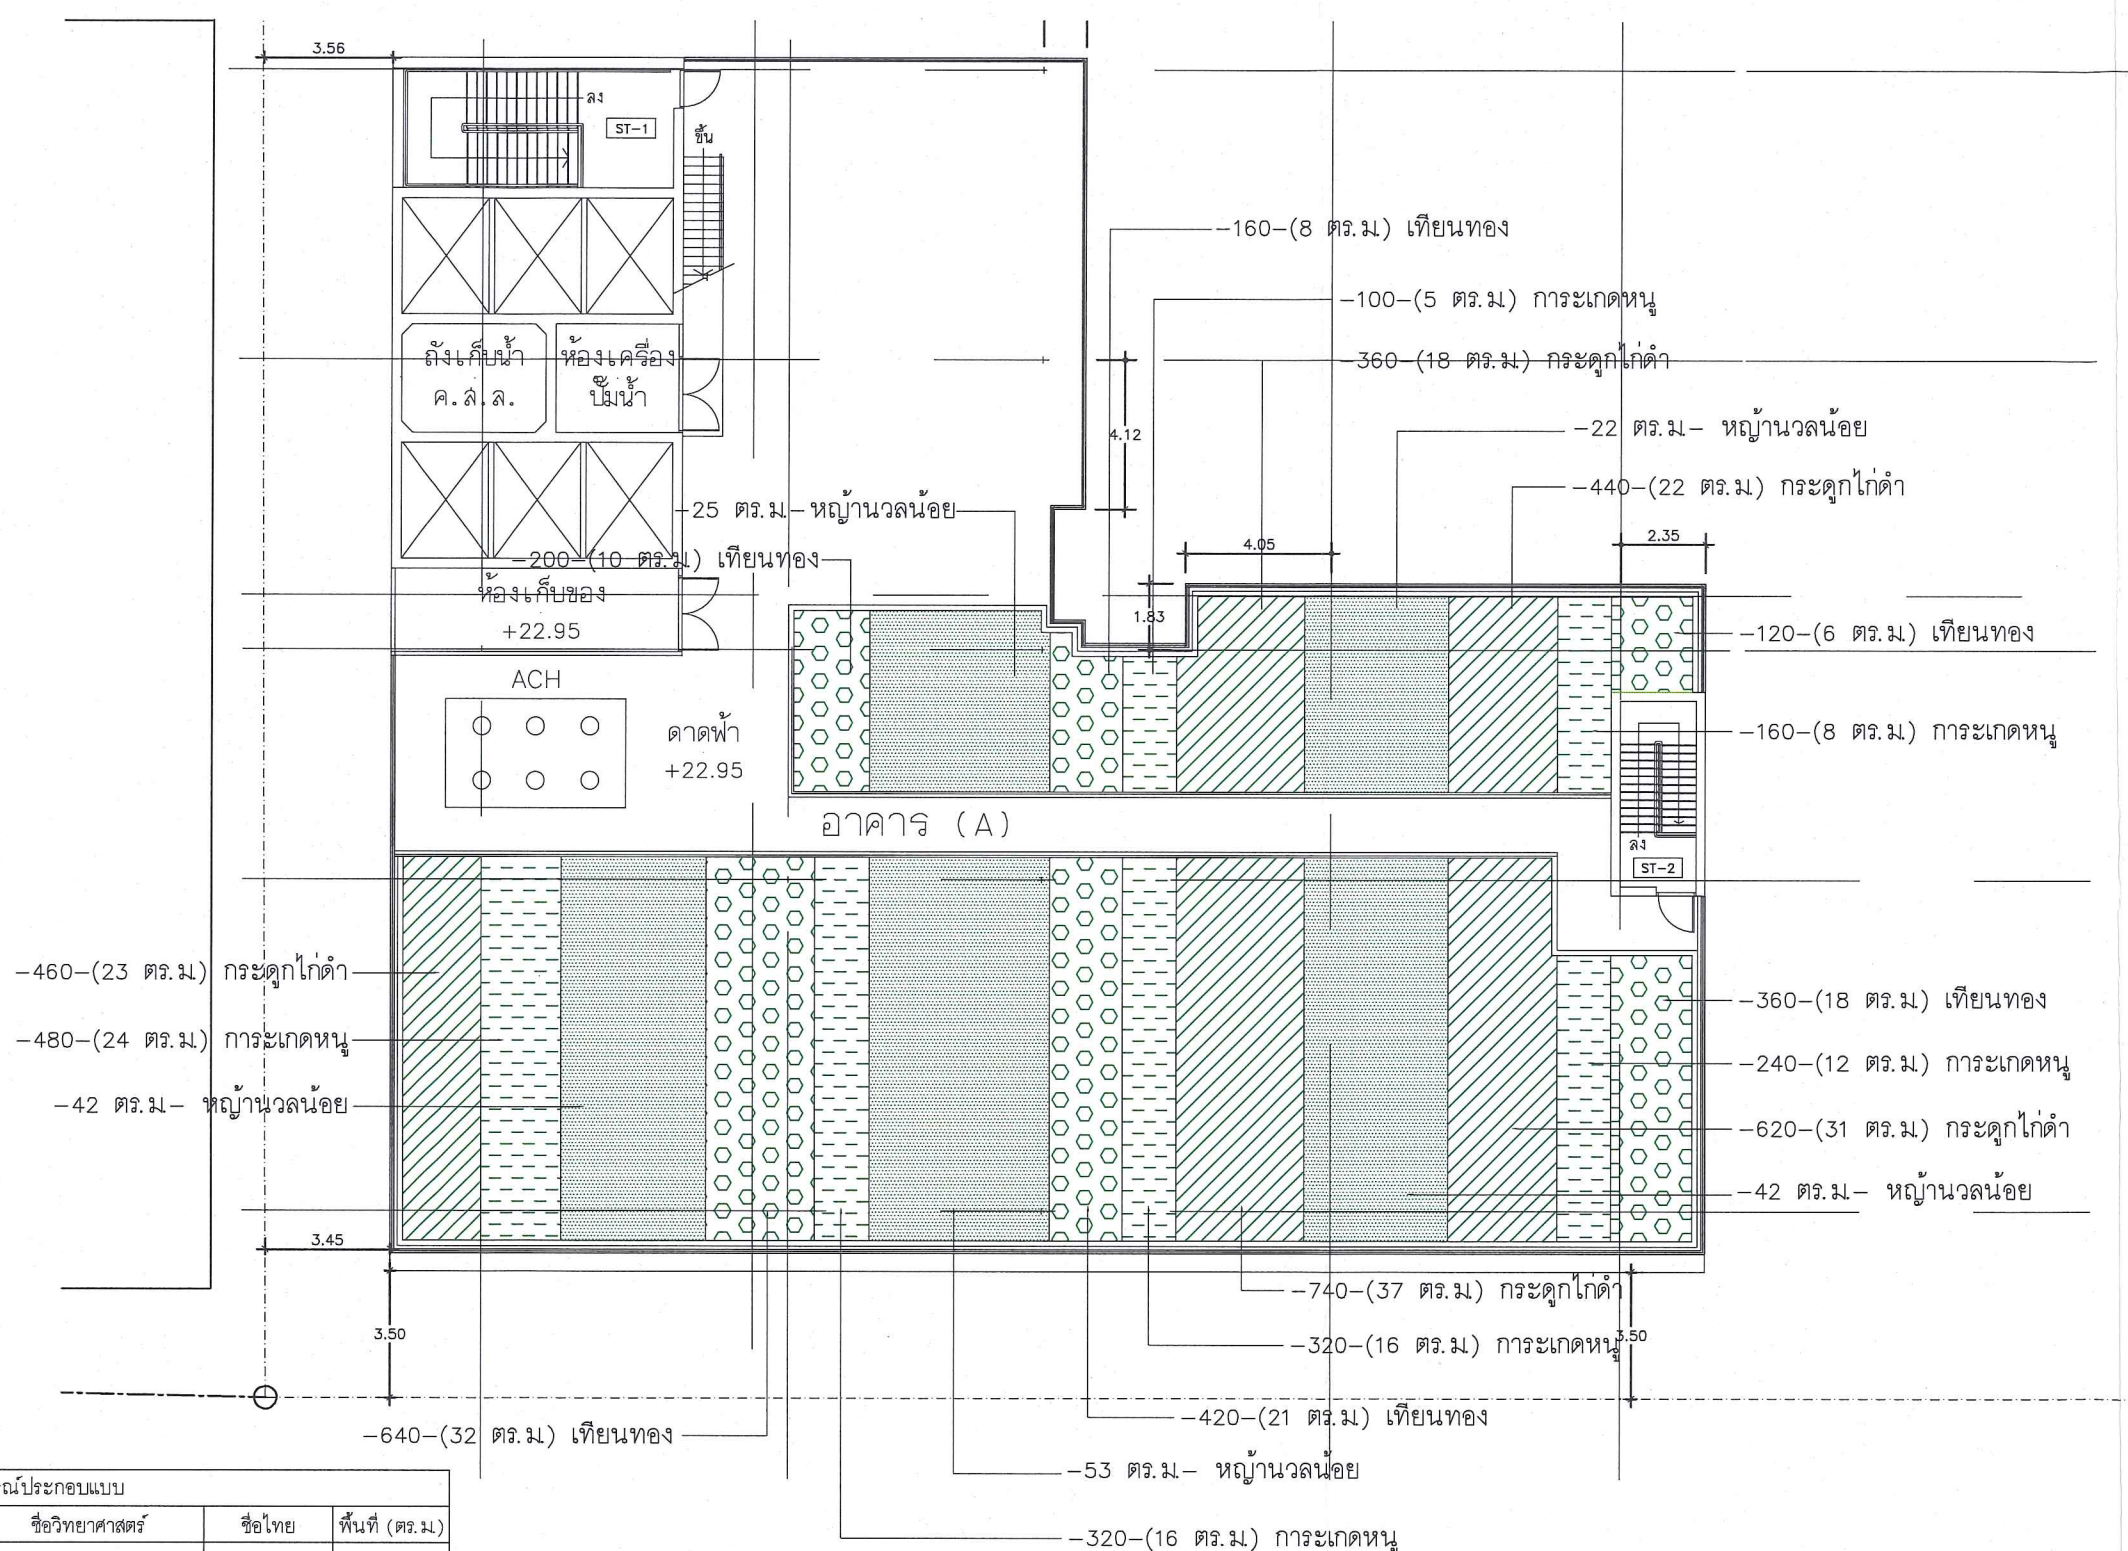 3.56
ลง
ST-1
ขึ้น
-160-(8 ตร.ม.) เทียนทอง
-100-(5 ตร.ม.) การะเกดหนู
ถังเก็บน้ำ
ค.ส.ล.
ห้องเครื่อง
ปั๊มน้ำ
-360-(18 ตร.ม.) กระดูกไก่ดำ
4.12
-22 ตร.ม.- หญ้านวลน้อย
-440-(22 ตร.ม.) กระดูกไก่ดำ
-25 ตร.ม.- หญ้านวลน้อย
4.05
2.35
-200-(10 ตร.ม.) เทียนทอง
ห้องเก็บของ
+22.95
1.83
-120-(6 ตร.ม.) เทียนทอง
ACH
ดาดฟ้า
+22.95
-160-(8 ตร.ม.) การะเกดหนู
อาคาร (A)
ลง
ST-2
-460-(23 ตร.ม.) กระดูกไก่ดำ
-360-(18 ตร.ม.) เทียนทอง
-480-(24 ตร.ม.) การะเกดหนู
-240-(12 ตร.ม.) การะเกดหนู
-42 ตร.ม.- หญ้านวลน้อย
-620-(31 ตร.ม.) กระดูกไก่ดำ
-42 ตร.ม.- หญ้านวลน้อย
3.45
-740-(37 ตร.ม.) กระดูกไก่ดำ
3.50
-320-(16 ตร.ม.) การะเกดหนู
3.50
-420-(21 ตร.ม.) เทียนทอง
-640-(32 ตร.ม.) เทียนทอง
-53 ตร.ม.- หญ้านวลน้อย
-320-(16 ตร.ม.) การะเกดหนู
ณ์ประกอบแบบ
ชื่อวิทยาศาสตร์ ชื่อไทย พื้นที่ (ตร.ม.)